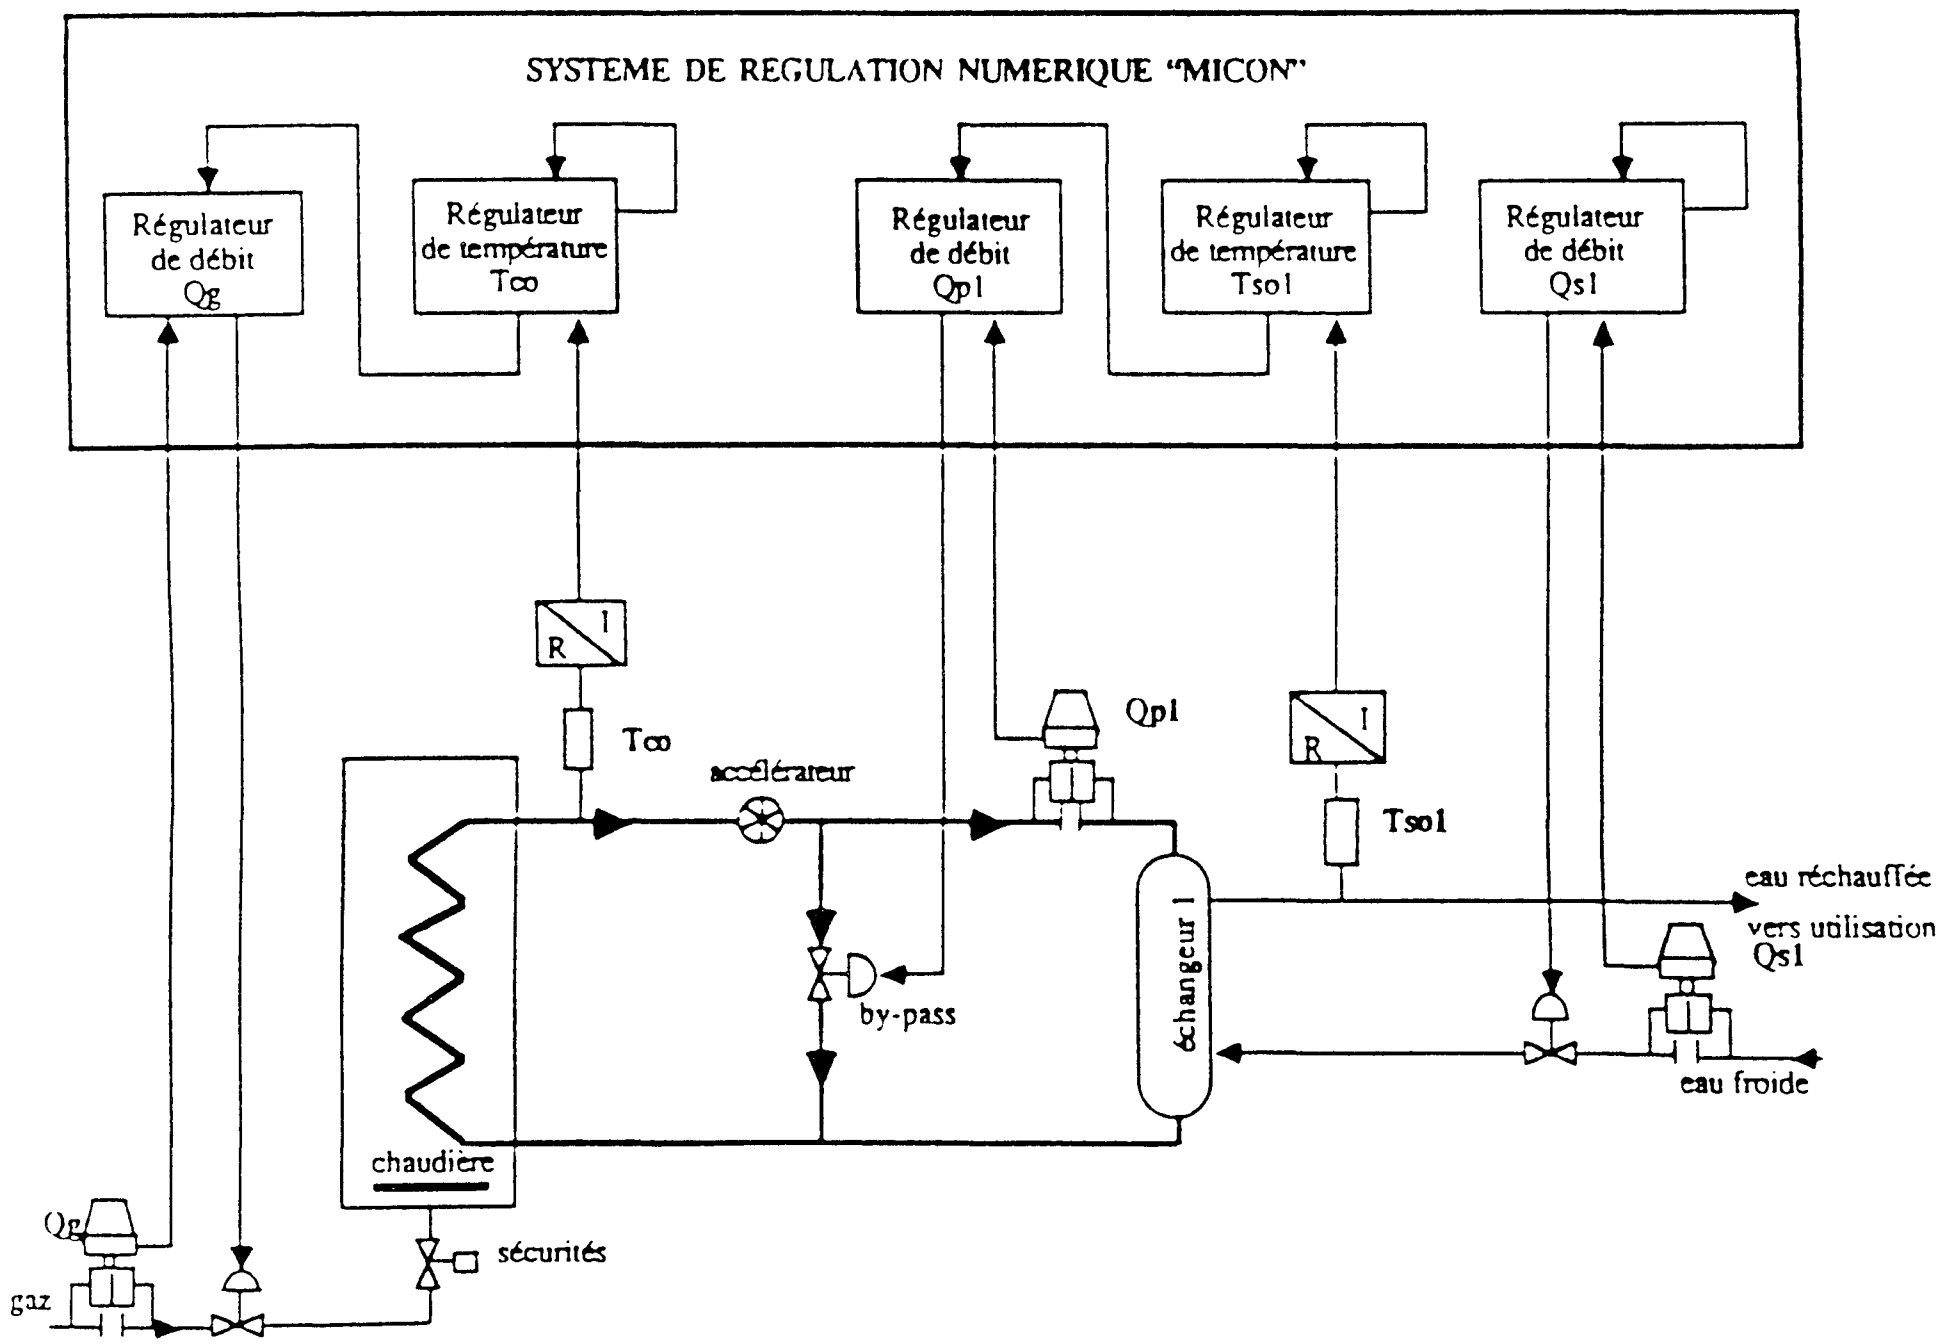 SYSTEME DE REGULATION NUMERIQUE “MICON”
Régulateur
de débit
Qg
Régulateur
de température
Tco
Régulateur
de débit
Qp1
Régulateur
de température
Tso1
Régulateur
de débit
Qs1
I
R
Tco
accélérateur
Qp1
I
R
Tso1
eau réchauffée
vers utilisation
Qs1
by-pass
échangeur 1
eau froide
chaudière
Qg
sécurités
gaz